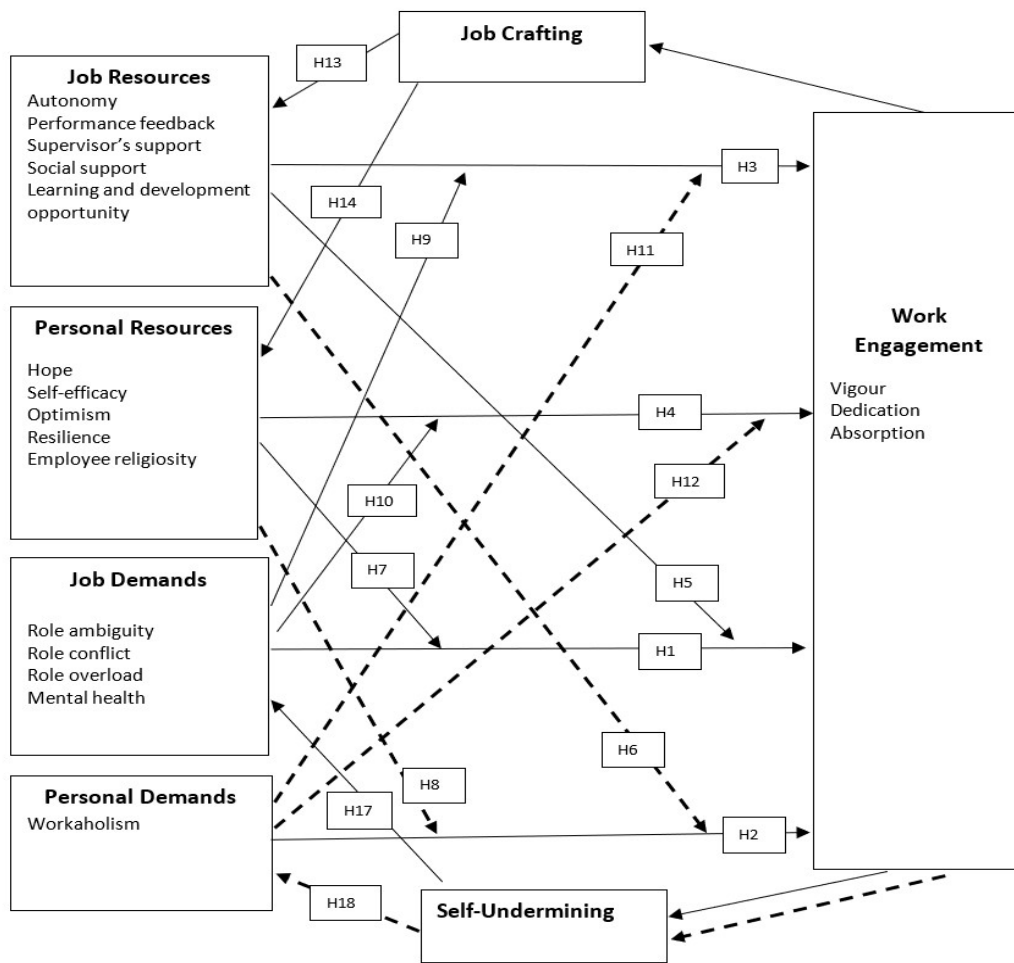 Job Crafting
H13
Job Resources
Autonomy
Performance feedback
Supervisor's support
Social support
Learning and development
opportunity
H3
H14
H9
H11
Personal Resources
Hope
Self-efficacy
Optimism
Resilience
Employee religiosity
Work
Engagement
Vigour
Dedication
Absorption
H4
H12
H10
H7
H5
Job Demands
Role ambiguity
Role conflict
Role overload
Mental health
H1
H6
H8
H17
Personal Demands
Workaholism
H2
H18
Self-Undermining